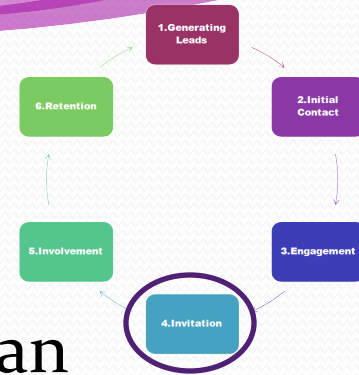 1.Generating
Leads
2.Initial
Contact
3.Engagement
4.Invitation
5.Involvement
6.Retention
an